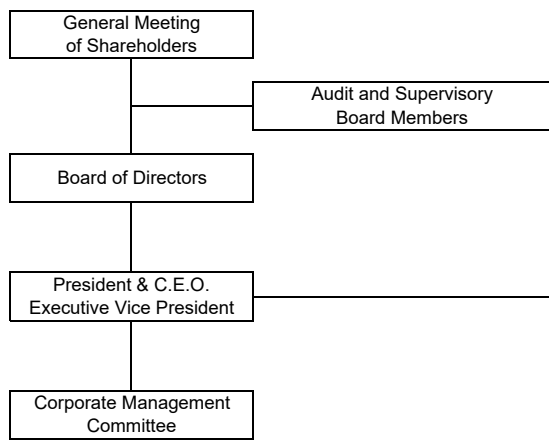 General Meeting
of Shareholders
Audit and Supervisory
Board Members
Board of Directors
President & C.E.O.
Executive Vice President
Corporate Management
Committee